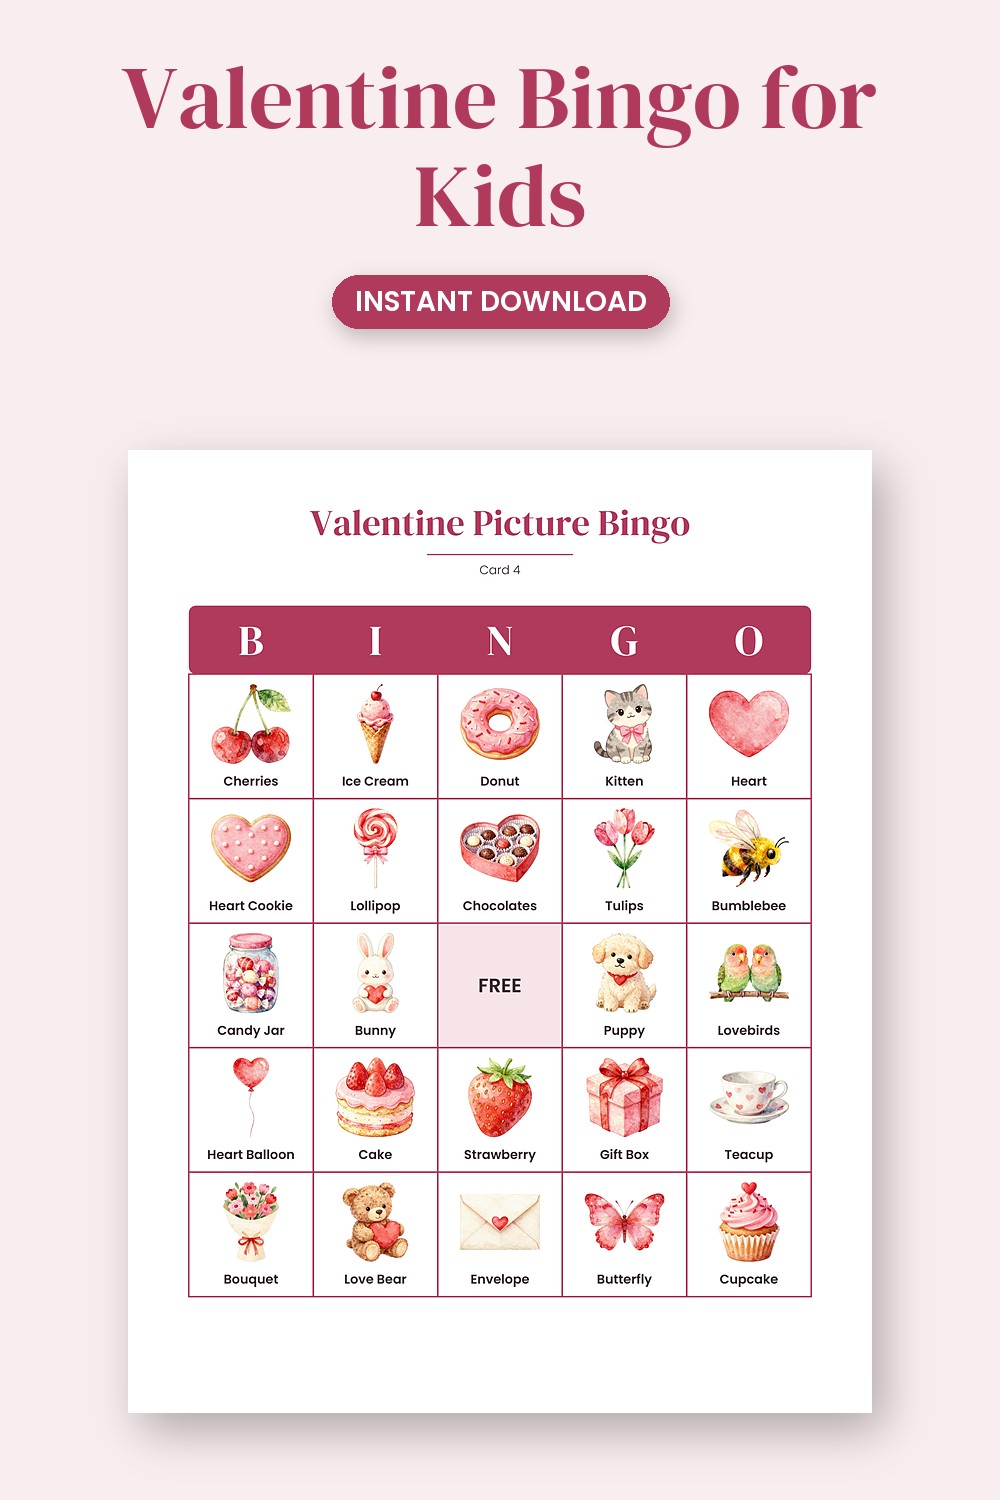 Valentine Bingo for
Kids
INSTANT DOWNLOAD
Valentine Picture Bingo
Card 4
B I N G O
Cherries Ice Cream Donut Kitten Heart
Heart Cookie Lollipop Chocolates Tulips Bumblebee
Candy Jar Bunny FREE Puppy Lovebirds
Heart Balloon Cake Strawberry Gift Box Teacup
Bouquet Love Bear Envelope Butterfly Cupcake